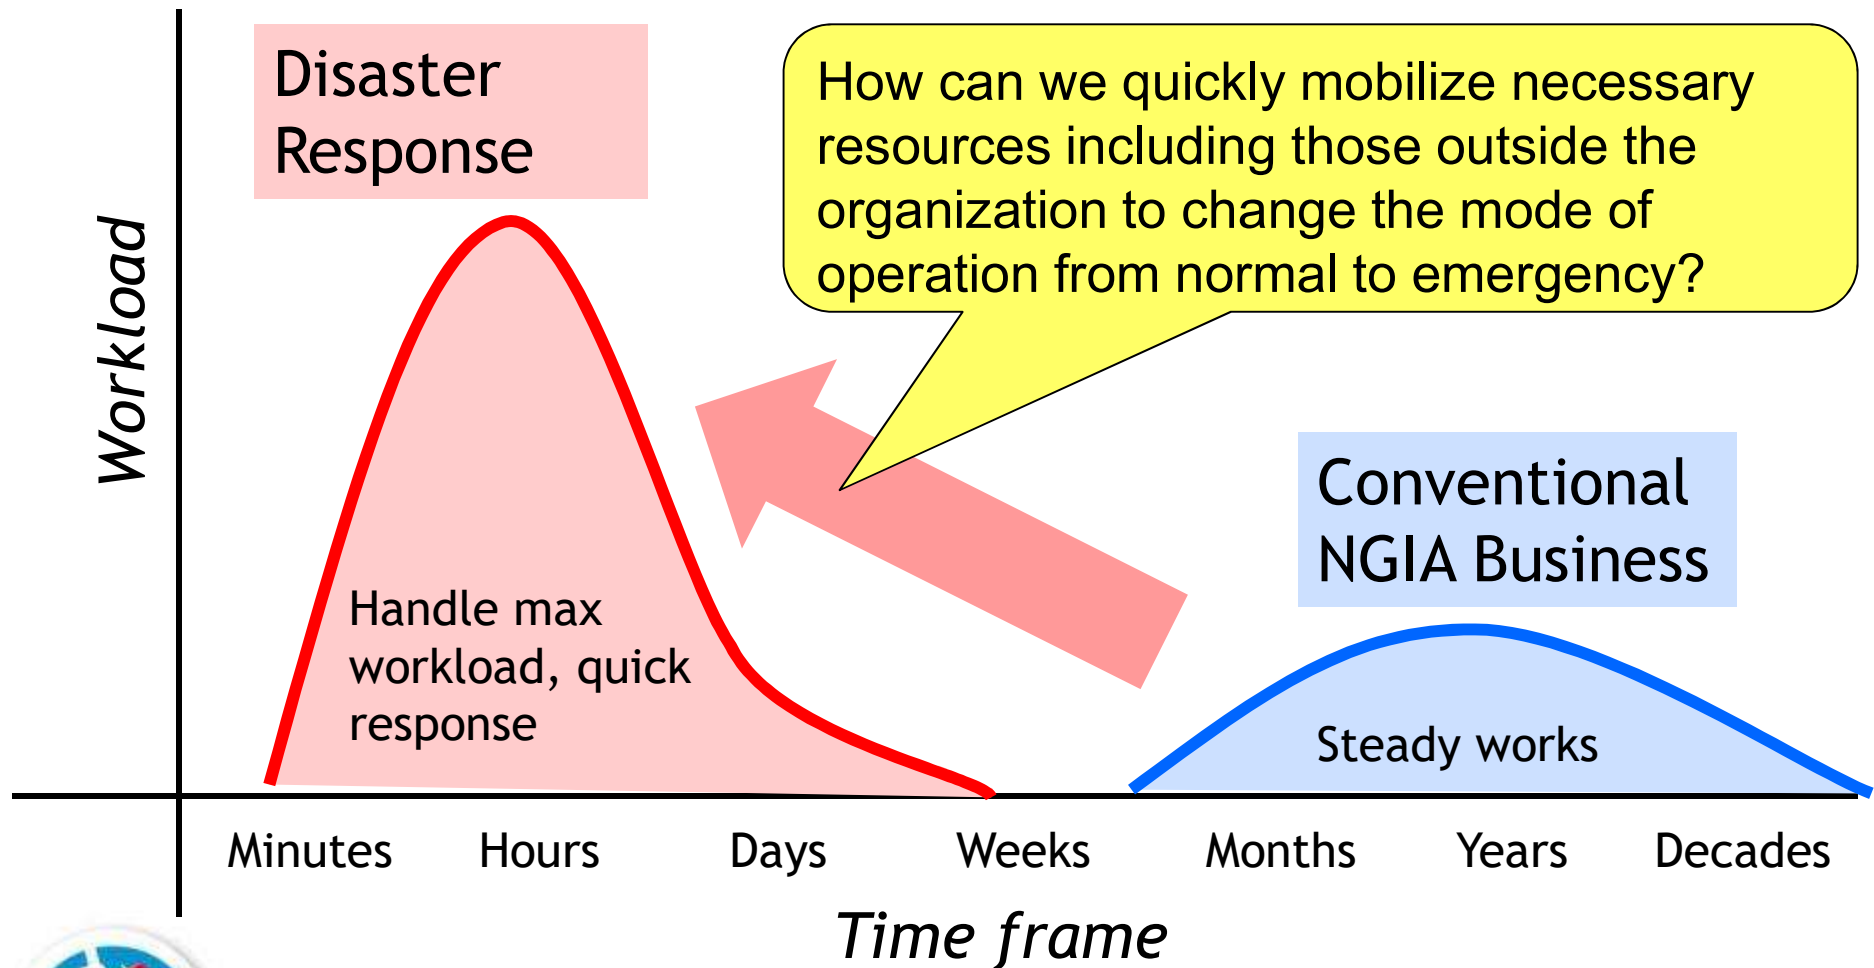 Disaster
Response
How can we quickly mobilize necessary
resources including those outside the
organization to change the mode of
operation from normal to emergency?
Workload
Conventional
NGIA Business
Handle max
workload, quick
response
Steady works
Minutes Hours Days Weeks Months Years Decades
Time frame